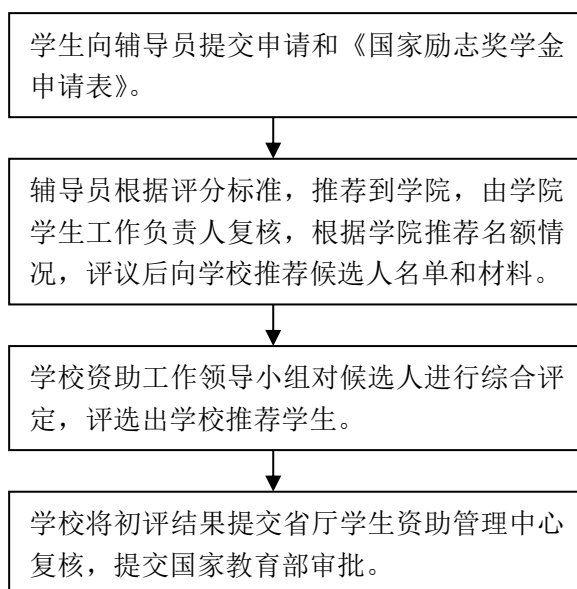 学生向辅导员提交申请和《国家励志奖学金
申请表》。
辅导员根据评分标准，推荐到学院，由学院
学生工作负责人复核，根据学院推荐名额情
况，评议后向学校推荐候选人名单和材料。
学校资助工作领导小组对候选人进行综合评
定，评选出学校推荐学生。
学校将初评结果提交省厅学生资助管理中心
复核，提交国家教育部审批。